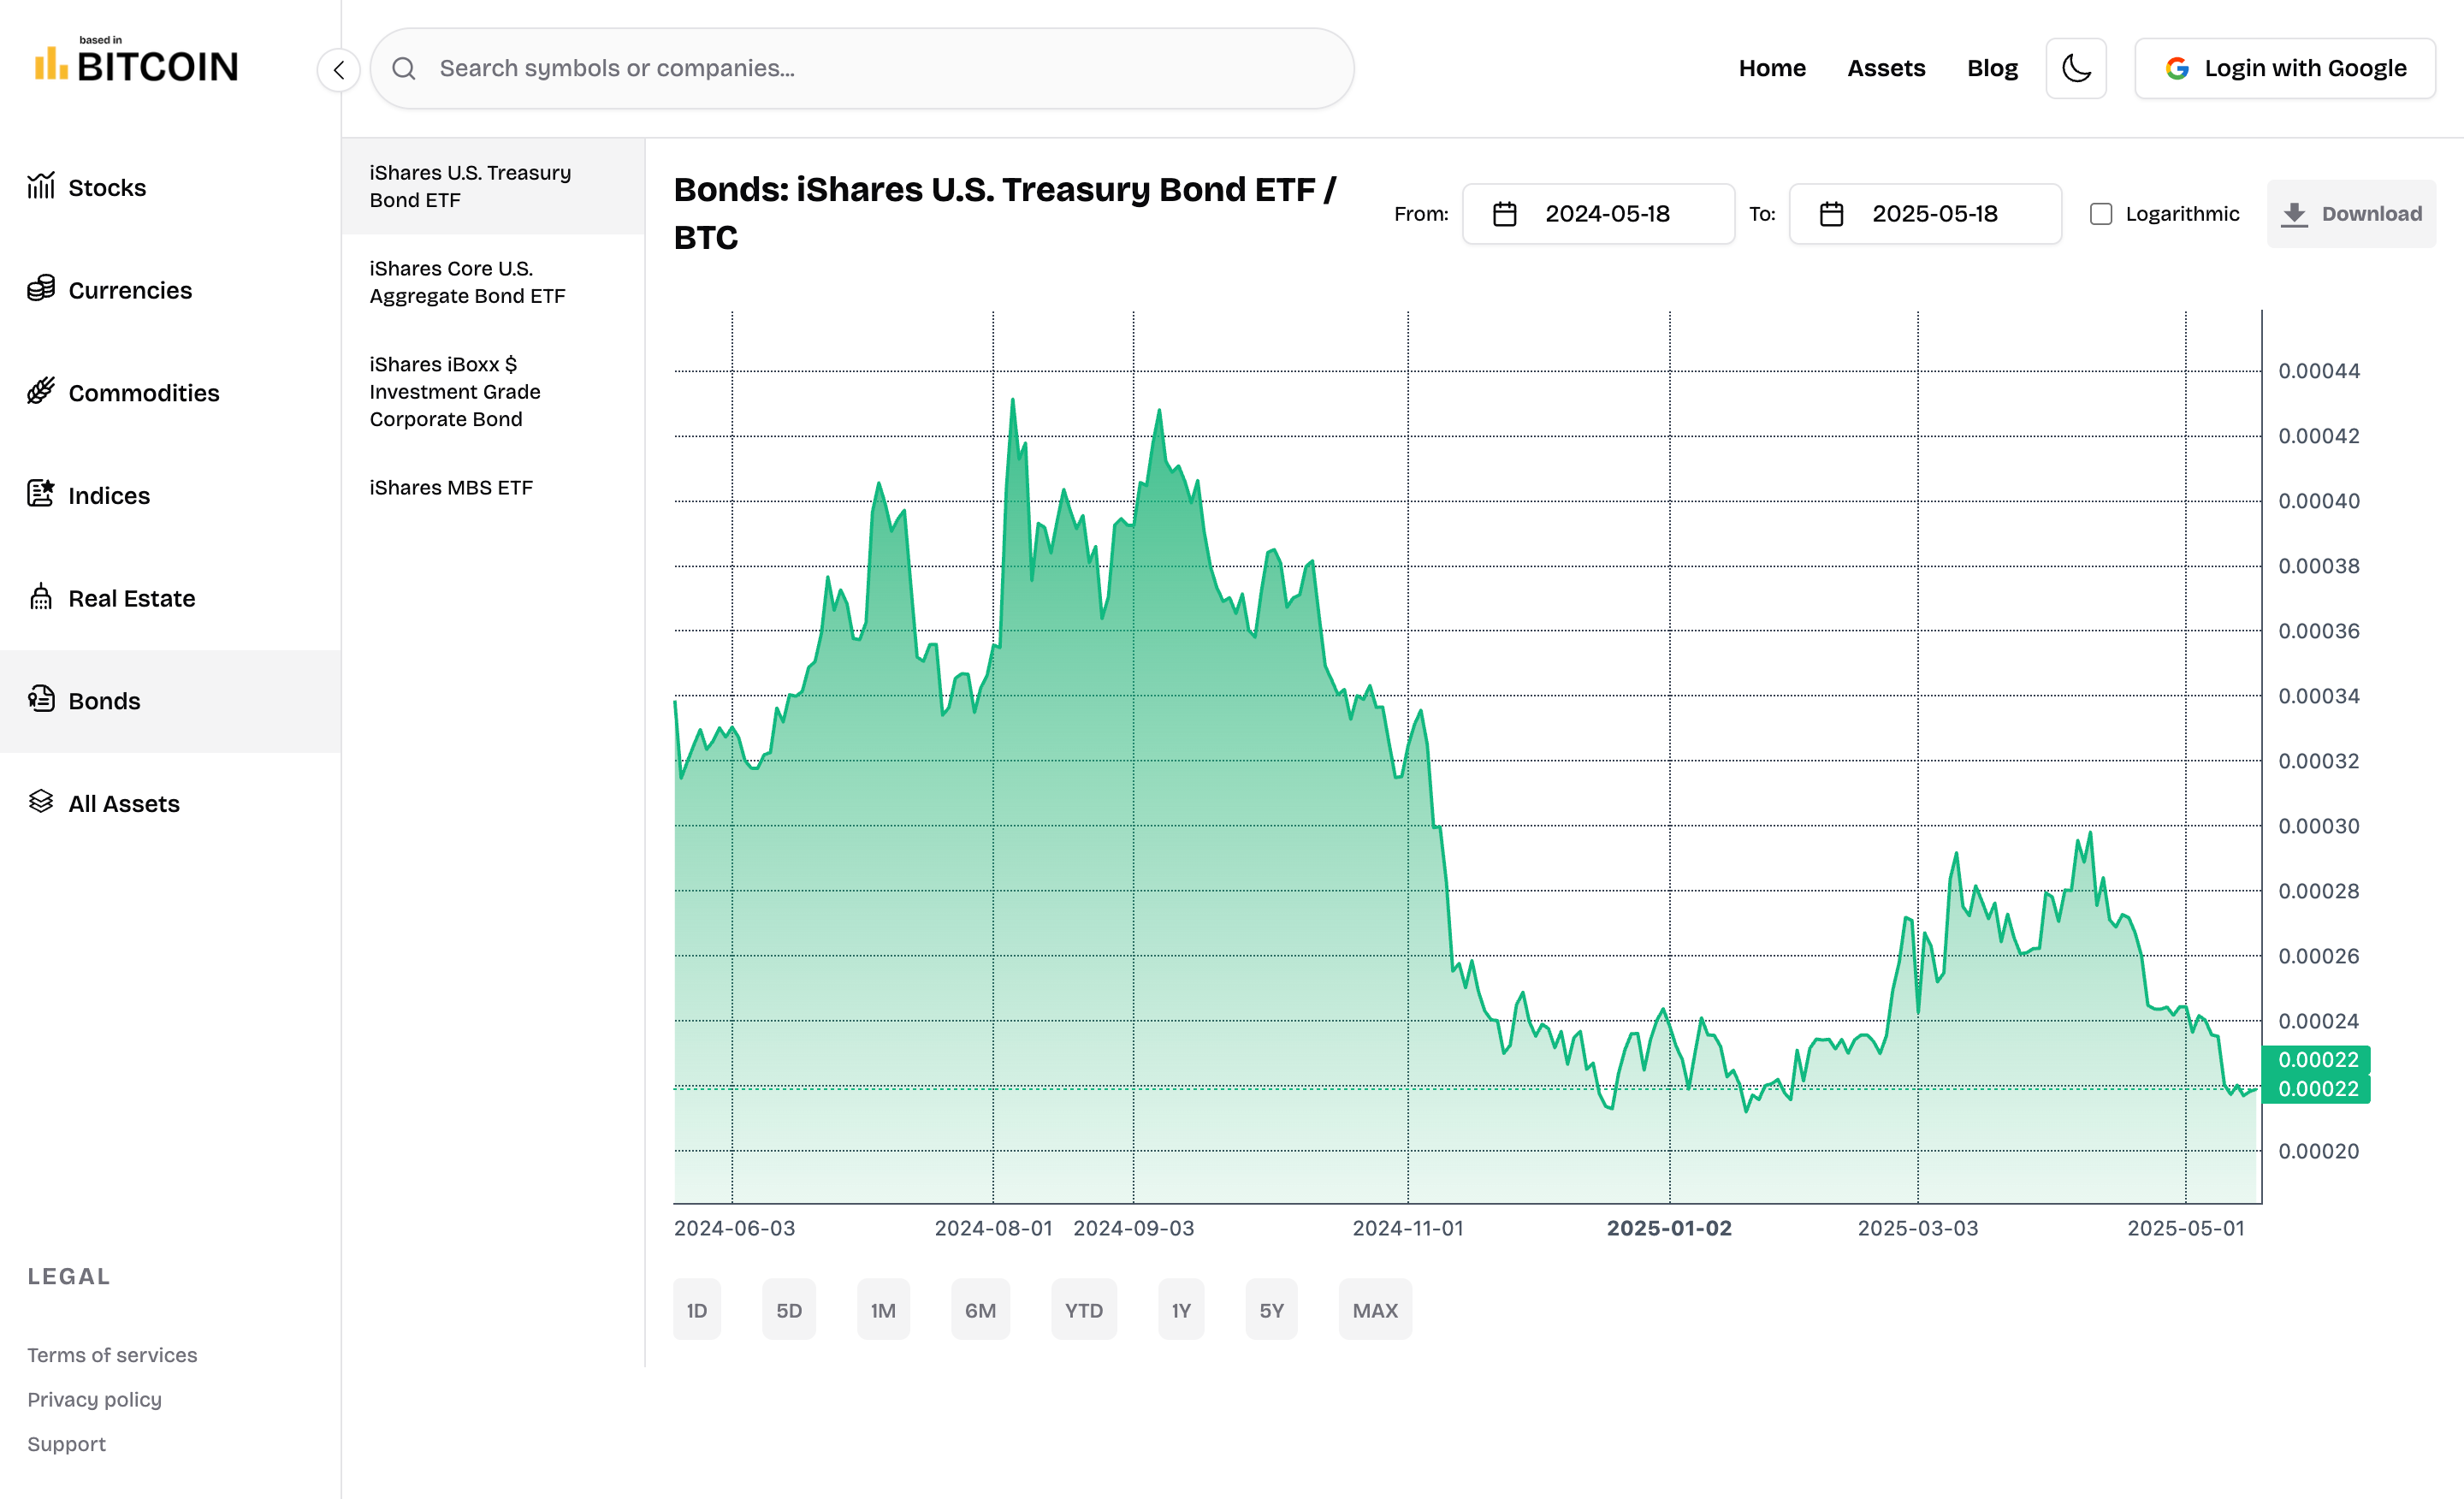 based in
BITCOIN
Search symbols or companies...
Home
Assets
Blog
Login with Google
Stocks
Currencies
Commodities
Indices
Real Estate
Bonds
All Assets
LEGAL
Terms of services
Privacy policy
Support
iShares U.S. Treasury
Bond ETF
iShares Core U.S.
Aggregate Bond ETF
iShares iBoxx $
Investment Grade
Corporate Bond
iShares MBS ETF
Bonds: iShares U.S. Treasury Bond ETF /
BTC
From:
2024-05-18
To:
2025-05-18
Logarithmic
Download
0.00044
0.00042
0.00040
0.00038
0.00036
0.00034
0.00032
0.00030
0.00028
0.00026
0.00024
0.00022
0.00022
0.00020
2024-06-03
2024-08-01
2024-09-03
2024-11-01
2025-01-02
2025-03-03
2025-05-01
1D
5D
1M
6M
YTD
1Y
5Y
MAX